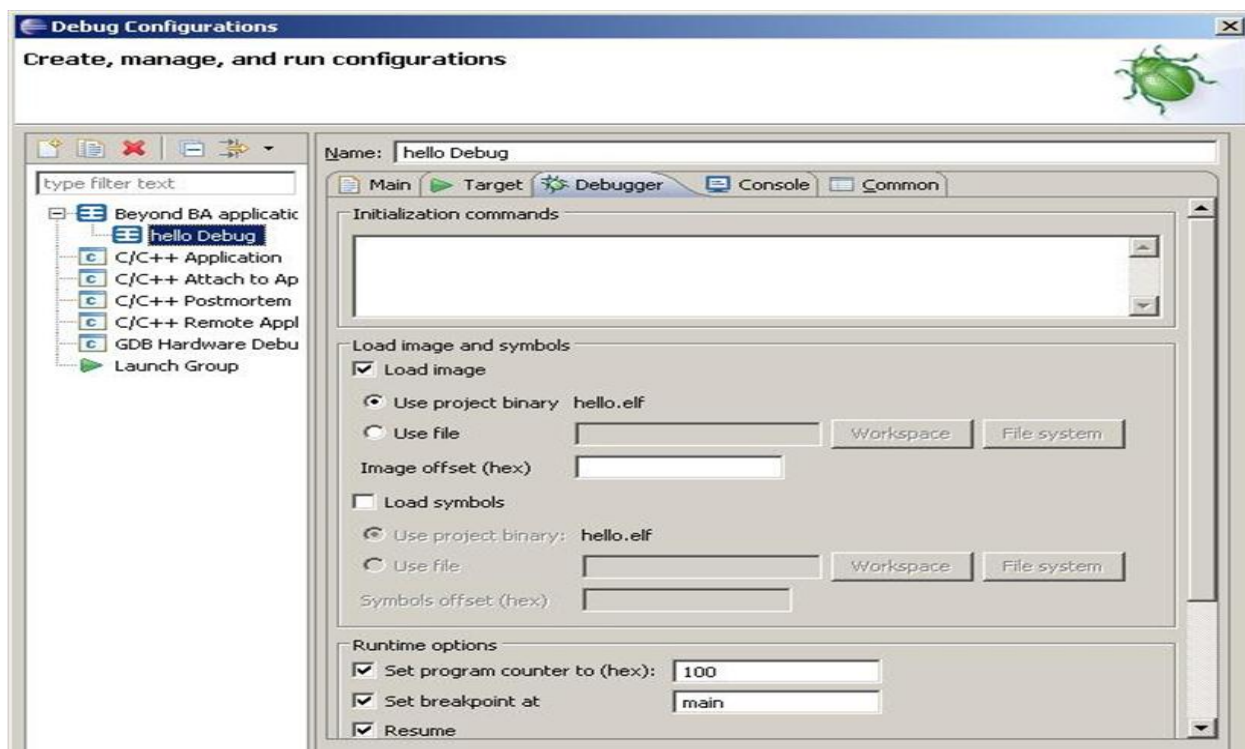 Debug Configurations
Create, manage, and run configurations
type filter text
Beyond BA applicatic
hello Debug
C/C++ Application
C/C++ Attach to Ap
C/C++ Postmortem
C/C++ Remote Appl
GDB Hardware Debu
Launch Group
Name: hello Debug
Main Target Debugger Console Common
Initialization commands
Load image and symbols
Load image
Use project binary hello.elf
Use file Workspace File system
Image offset (hex)
Load symbols
Use project binary: hello.elf
Use file Workspace File system
Symbols offset (hex)
Runtime options
Set program counter to (hex): 100
Set breakpoint at main
Resume